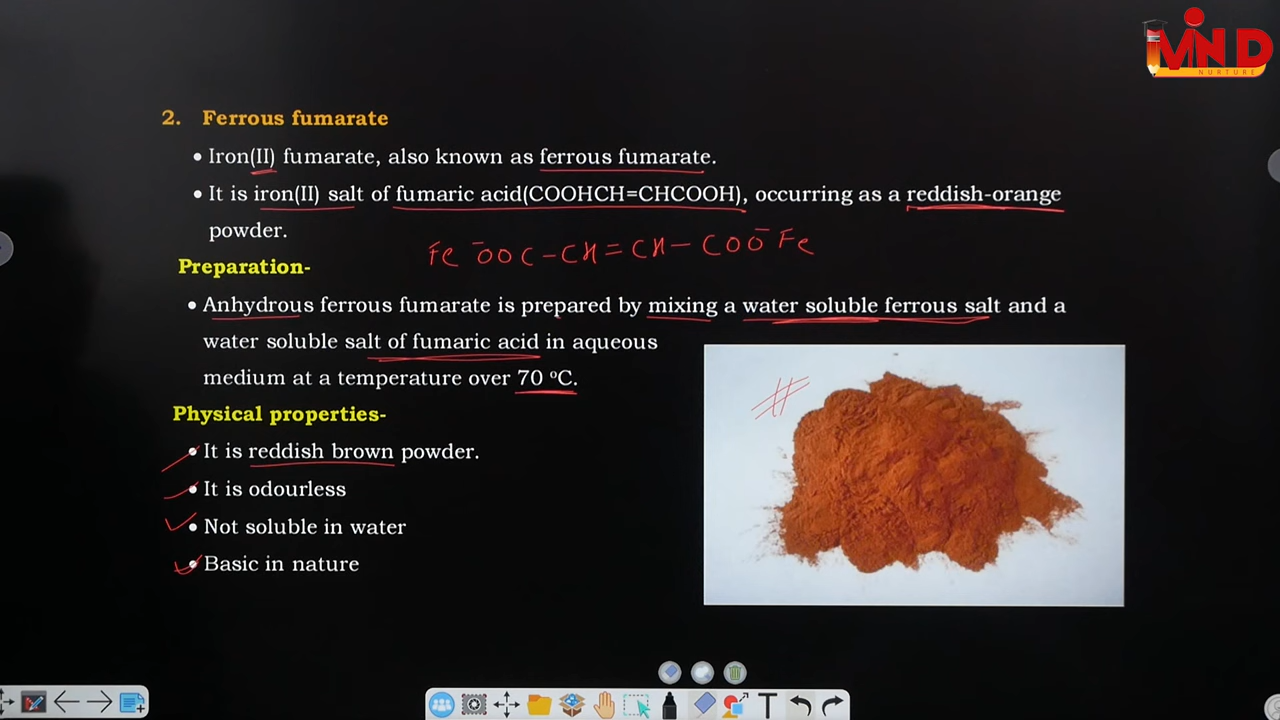 MIND
NURTURE
2. Ferrous fumarate
• Iron(II) fumarate, also known as ferrous fumarate.
• It is iron(II) salt of fumaric acid(COOHCH=CHCOOH), occurring as a reddish-orange
powder.
Fe ⁻OOC-CH=CH-COO⁻ Fe
Preparation-
• Anhydrous ferrous fumarate is prepared by mixing a water soluble ferrous salt and a
water soluble salt of fumaric acid in aqueous
medium at a temperature over 70 ºC.
Physical properties-
• It is reddish brown powder.
• It is odourless
• Not soluble in water
• Basic in nature
T